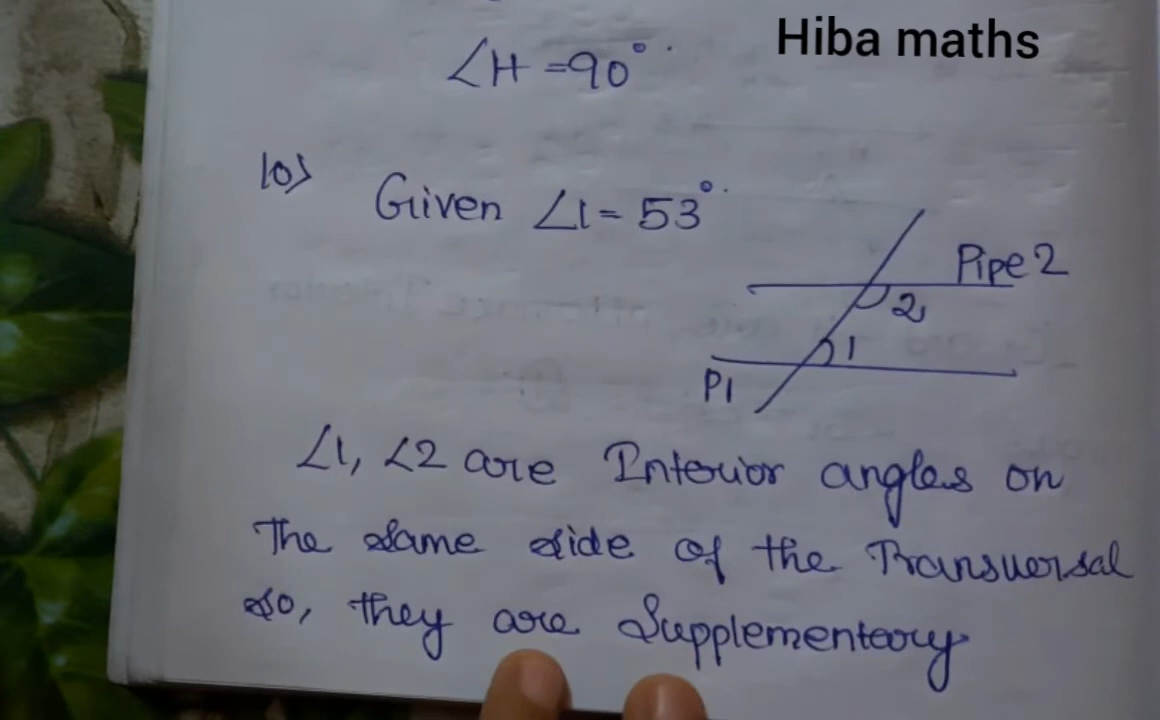 Hiba maths
∠H =90°.
10)
Given ∠1= 53°.
Pipe 2
2
1
P1
∠1, ∠2 are Interior angles on
The same side of the Transversal
so, they are Supplementary